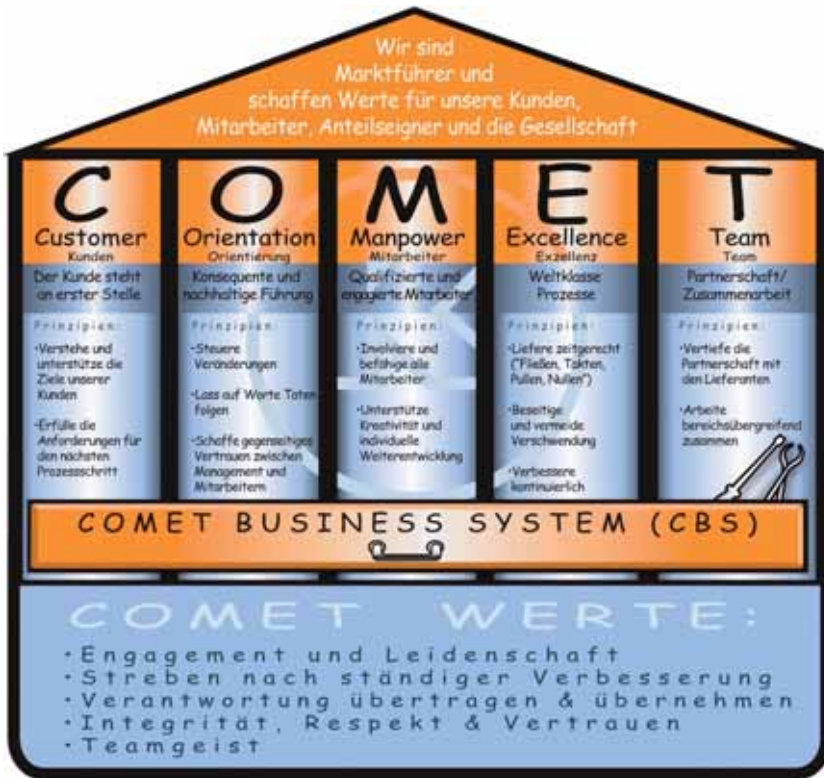 Wir sind
Marktführer und
schaffen Werte für unsere Kunden,
Mitarbeiter, Anteilseigner und die Gesellschaft
C
Customer
Kunden
Der Kunde steht
an erster Stelle
Prinzipien:
•Verstehe und
unterstütze die
Ziele unserer
Kunden
•Erfülle die
Anforderungen für
den nächsten
Prozessschritt
O
Orientation
Orientierung
Konsequente und
nachhaltige Führung
Prinzipien:
•Steuere
Veränderungen
•Lass auf Worte Taten
folgen
•Schaffe gegenseitiges
Vertrauen zwischen
Management und
Mitarbeitern
M
Manpower
Mitarbeiter
Qualifizierte und
engagierte Mitarbeiter
Prinzipien:
•Involviere und
befähige alle
Mitarbeiter
•Unterstütze
Kreativität und
individuelle
Weiterentwicklung
E
Excellence
Exzellenz
Weltklasse
Prozesse
Prinzipien:
•Liefere zeitgerecht
("Fließen, Takten,
Pullen, Nullen")
•Beseitige
und vermeide
Verschwendung
•Verbessere
kontinuierlich
T
Team
Team
Partnerschaft/
Zusammenarbeit
Prinzipien:
•Vertiefe die
Partnerschaft mit
den Lieferanten
•Arbeite
bereichsübergreifend
zusammen
COMET BUSINESS SYSTEM (CBS)
COMET WERTE:
•Engagement und Leidenschaft
•Streben nach ständiger Verbesserung
•Verantwortung übertragen & übernehmen
•Integrität, Respekt & Vertrauen
•Teamgeist